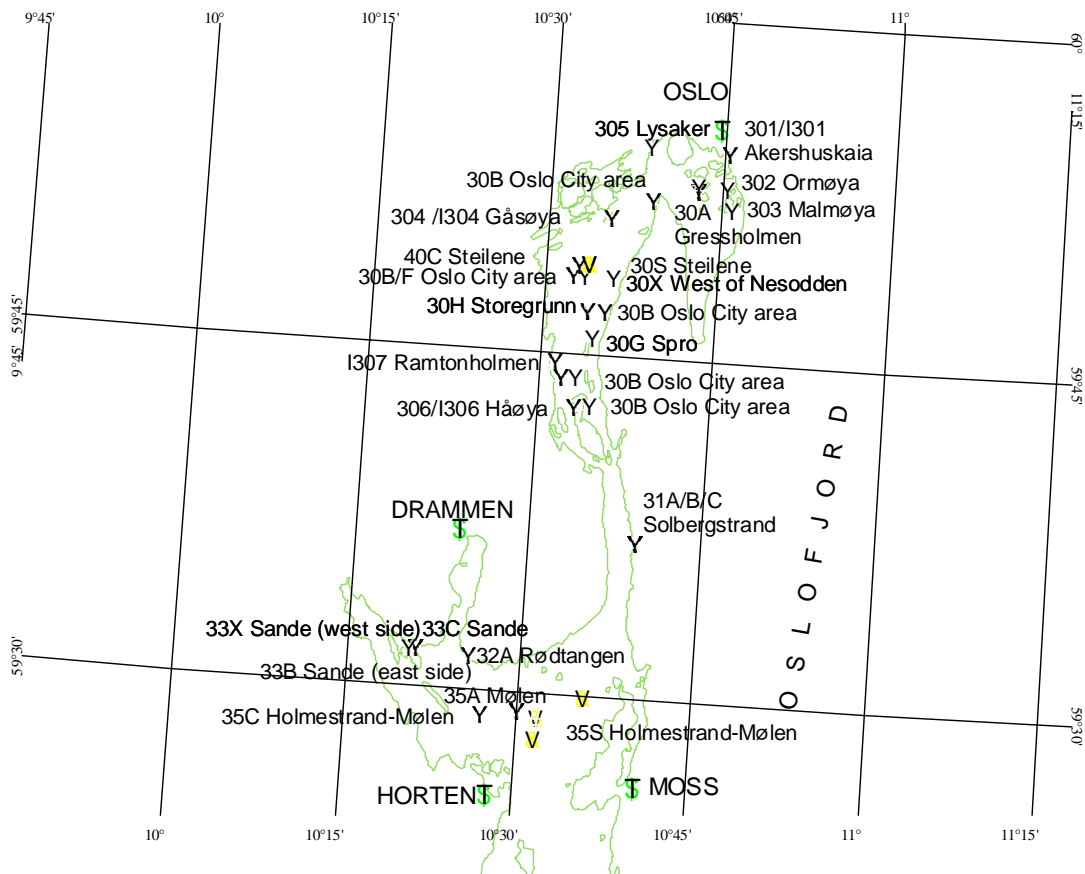 9°45'
10°
10°15'
10°30'
10°45'
11°
60°
11°15'
OSLO
305 Lysaker
301/I301
Akershuskaia
30B Oslo City area
302 Ormøya
304 /I304 Gåsøya
30A
Gressholmen
303 Malmøya
40C Steilene
30S Steilene
30B/F Oslo City area
30X West of Nesodden
30H Storegrunn
30B Oslo City area
59°45'
9°45'
30G Spro
I307 Ramtonholmen
30B Oslo City area
59°45'
306/I306 Håøya
30B Oslo City area
OSLOFJORD
31A/B/C
Solbergstrand
DRAMMEN
33X Sande (west side)
33C Sande
59°30'
32A Rødtangen
33B Sande (east side)
35A Mølen
35C Holmestrand-Mølen
35S Holmestrand-Mølen
59°30'
HORTEN
MOSS
10°
10°15'
10°30'
10°45'
11°
11°15'